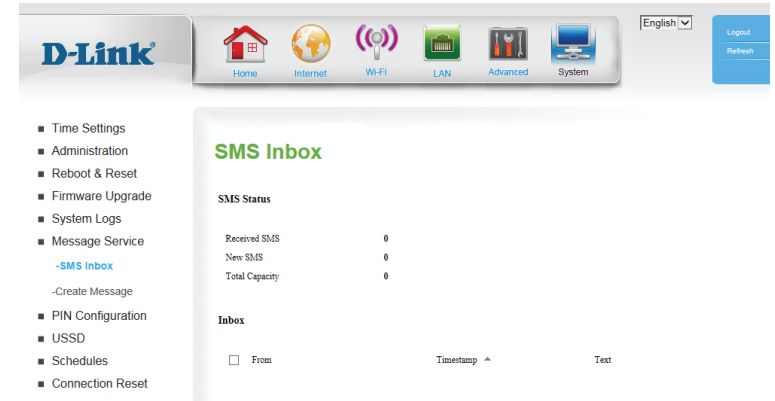 D-Link
Home
Internet
Wi-Fi
LAN
Advanced
System
English
Logout
Refresh
Time Settings
Administration
Reboot & Reset
Firmware Upgrade
System Logs
Message Service
-SMS Inbox
-Create Message
PIN Configuration
USSD
Schedules
Connection Reset
SMS Inbox
SMS Status
Received SMS 0
New SMS 0
Total Capacity 0
Inbox
From Timestamp Text